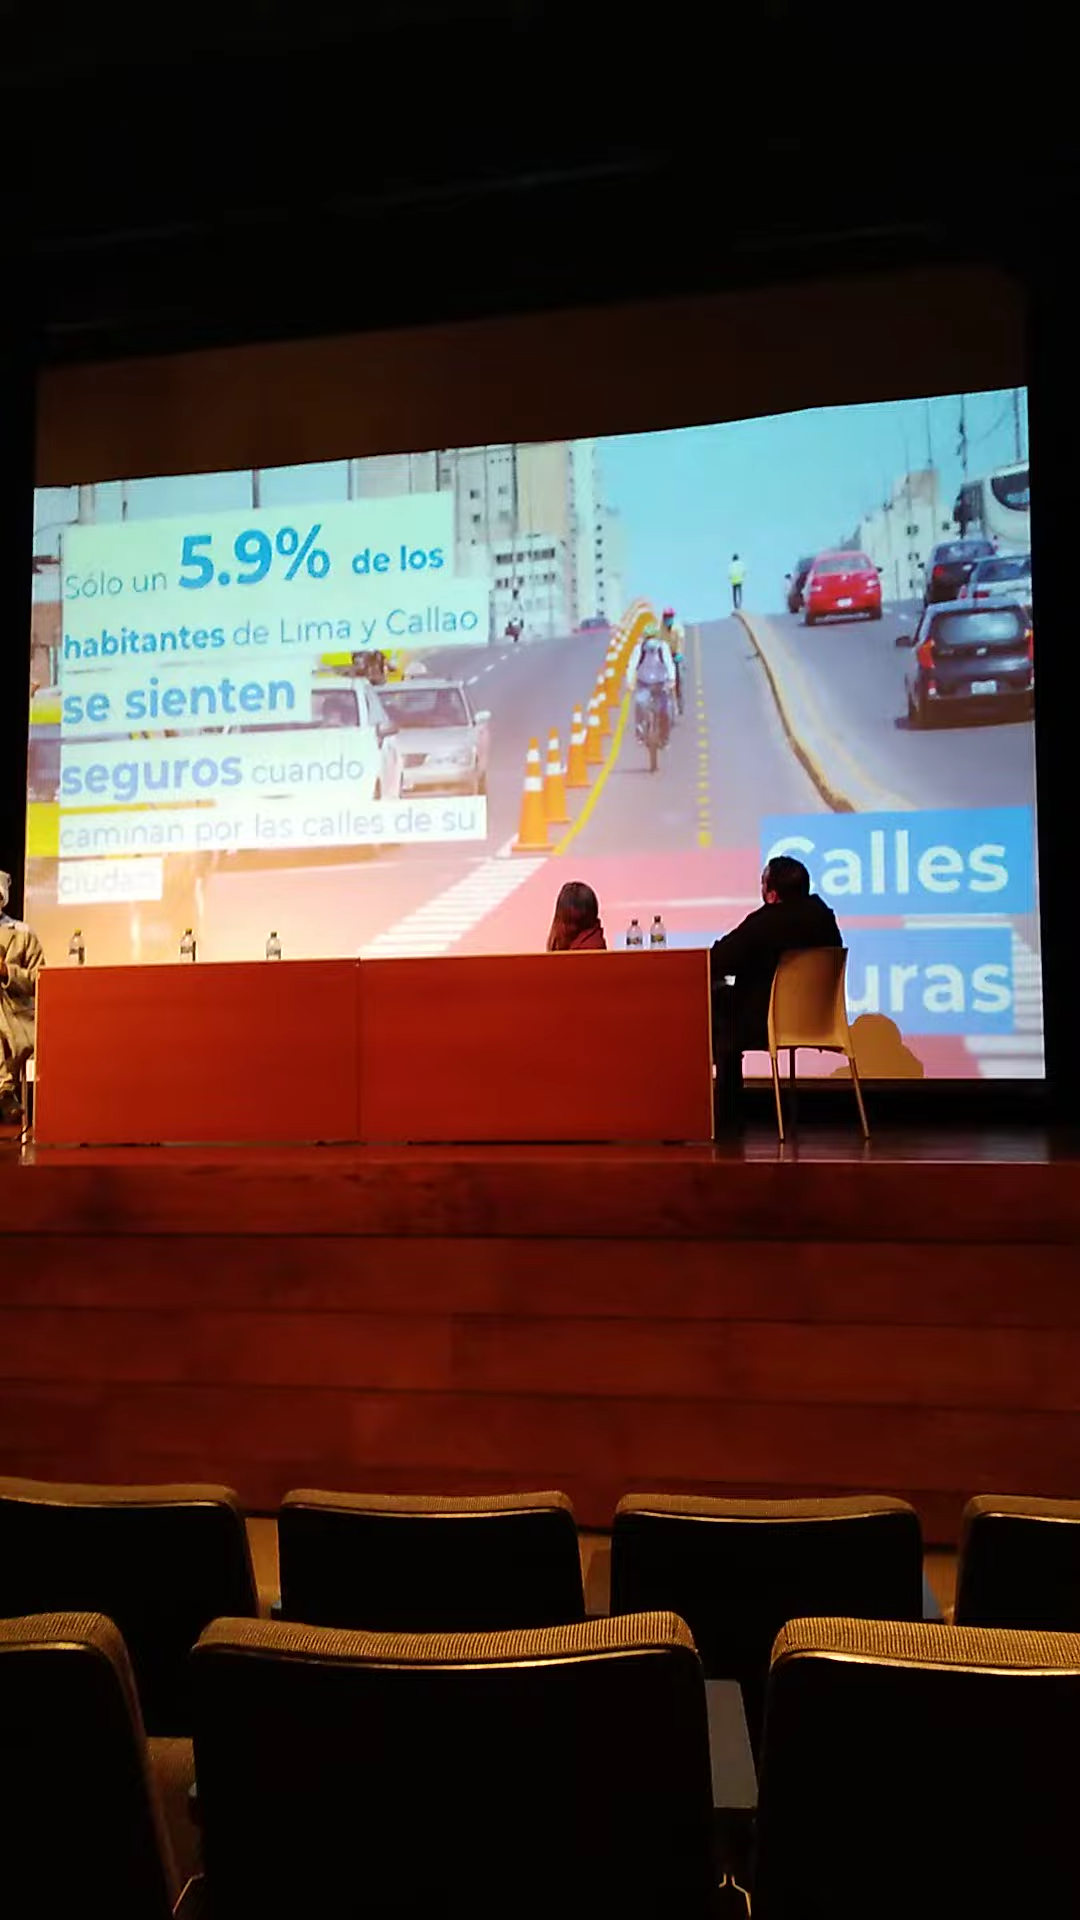 Sólo un 5.9% de los
habitantes de Lima y Callao
se sienten
seguros cuando
caminan por las calles de su
ciudad
Calles
uras